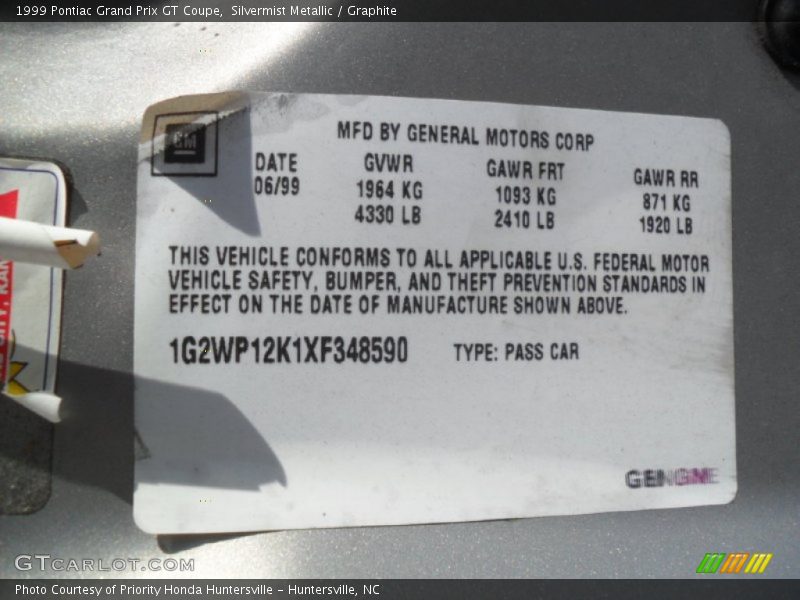 1999 Pontiac Grand Prix GT Coupe, Silvermist Metallic / Graphite
GM
MFD BY GENERAL MOTORS CORP
DATE GVWR GAWR FRT GAWR RR
06/99 1964 KG 1093 KG 871 KG
4330 LB 2410 LB 1920 LB
THIS VEHICLE CONFORMS TO ALL APPLICABLE U.S. FEDERAL MOTOR
VEHICLE SAFETY, BUMPER, AND THEFT PREVENTION STANDARDS IN
EFFECT ON THE DATE OF MANUFACTURE SHOWN ABOVE.
1G2WP12K1XF348590 TYPE: PASS CAR
GTCARLOT.COM
Photo Courtesy of Priority Honda Huntersville – Huntersville, NC